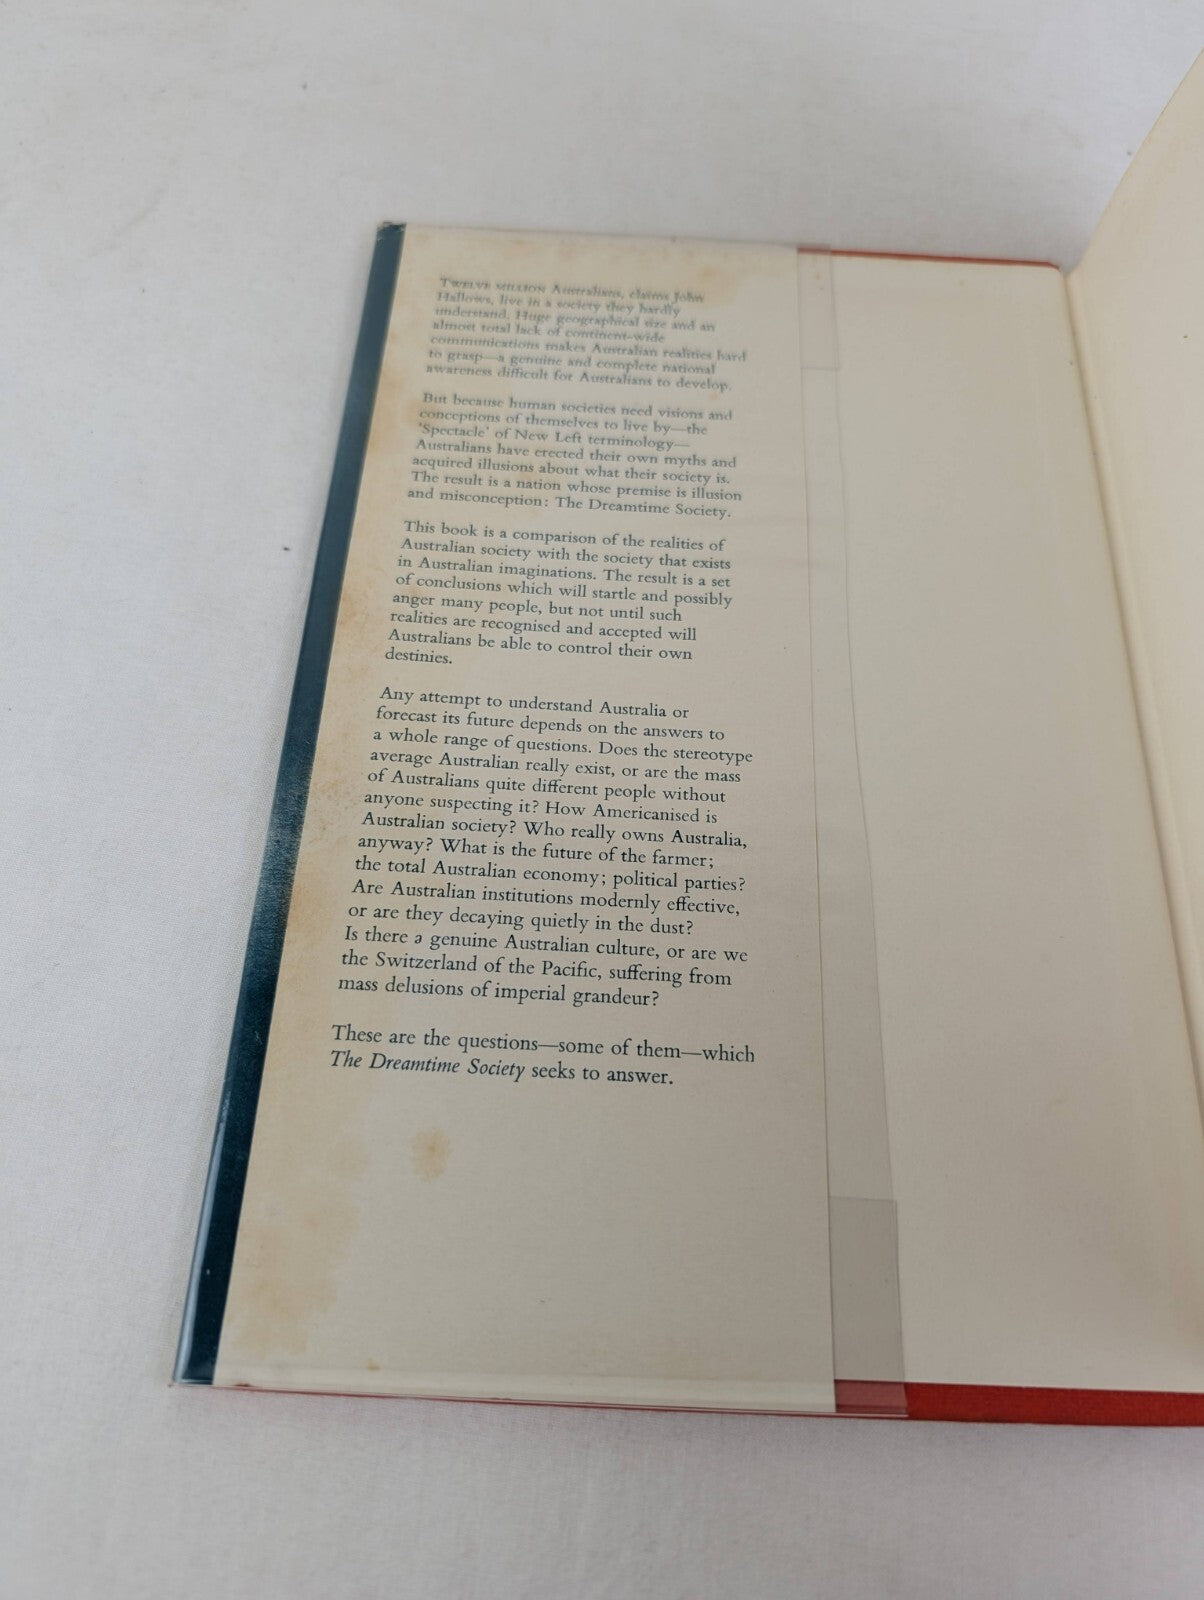 TWELVE MILLION Australians, claims John
Hallows, live in a society they hardly
understand. Huge geographical size and an
almost total lack of continent-wide
communications makes Australian realities hard
to grasp—a genuine and complete national
awareness difficult for Australians to develop.
But because human societies need visions and
conceptions of themselves to live by—the
'Spectacle' of New Left terminology—
Australians have erected their own myths and
acquired illusions about what their society is.
The result is a nation whose premise is illusion
and misconception: The Dreamtime Society.
This book is a comparison of the realities of
Australian society with the society that exists
in Australian imaginations. The result is a set
of conclusions which will startle and possibly
anger many people, but not until such
realities are recognised and accepted will
Australians be able to control their own
destinies.
Any attempt to understand Australia or
forecast its future depends on the answers to
a whole range of questions. Does the stereotype
average Australian really exist, or are the mass
of Australians quite different people without
anyone suspecting it? How Americanised is
Australian society? Who really owns Australia,
anyway? What is the future of the farmer;
the total Australian economy; political parties?
Are Australian institutions modernly effective,
or are they decaying quietly in the dust?
Is there a genuine Australian culture, or are we
the Switzerland of the Pacific, suffering from
mass delusions of imperial grandeur?
These are the questions—some of them—which
The Dreamtime Society seeks to answer.